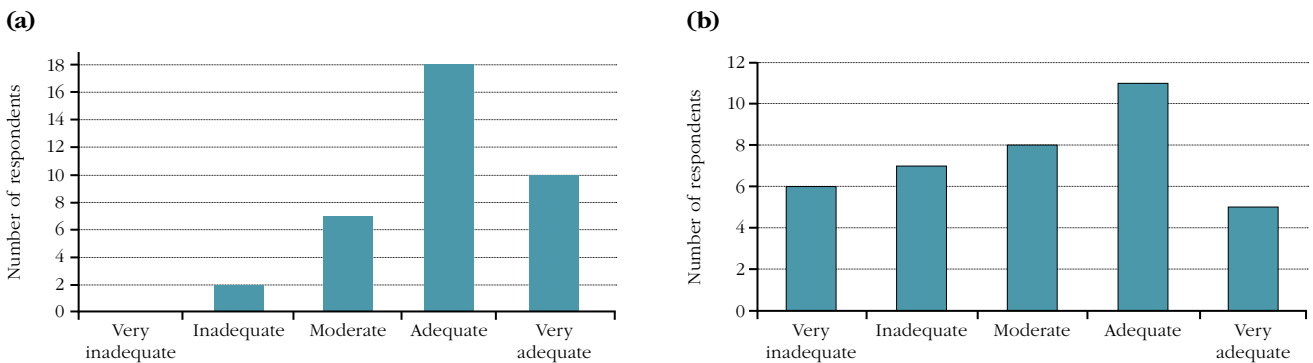 (a)
Number of respondents
18
16
14
12
10
8
6
4
2
0
Very inadequate
Inadequate
Moderate
Adequate
Very adequate
(b)
Number of respondents
12
10
8
6
4
2
0
Very inadequate
Inadequate
Moderate
Adequate
Very adequate